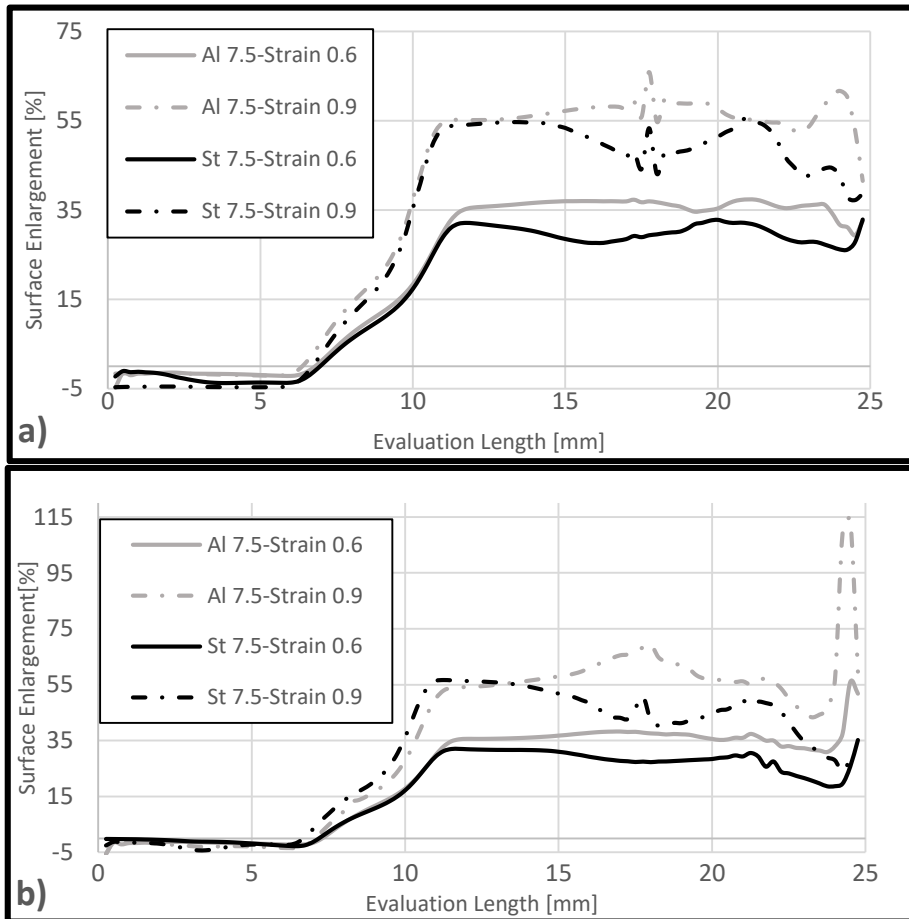 75
55
35
15
-5
Surface Enlargement [%]
Al 7.5-Strain 0.6
Al 7.5-Strain 0.9
St 7.5-Strain 0.6
St 7.5-Strain 0.9
0 5 10 15 20 25
Evaluation Length [mm]
a)
115
95
75
55
35
15
-5
Surface Enlargement[%]
Al 7.5-Strain 0.6
Al 7.5-Strain 0.9
St 7.5-Strain 0.6
St 7.5-Strain 0.9
0 5 10 15 20 25
Evaluation Length [mm]
b)